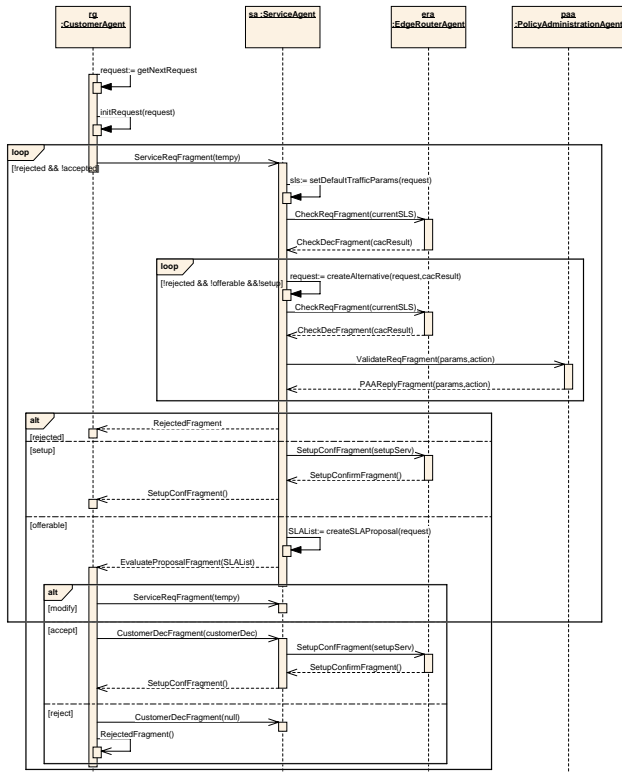 rg
:CustomerAgent
sa :ServiceAgent
era
:EdgeRouterAgent
paa
:PolicyAdministrationAgent
request:= getNextRequest
initRequest(request)
loop
ServiceReqFragment(tempy)
[!rejected && !accepted]
sls:= setDefaultTrafficParams(request)
CheckReqFragment(currentSLS)
CheckDecFragment(cacResult)
loop
request:= createAlternative(request,cacResult)
[!rejected && !offerable &&!setup]
CheckReqFragment(currentSLS)
CheckDecFragment(cacResult)
ValidateReqFragment(params,action)
PAAReplyFragment(params,action)
alt
RejectedFragment
[rejected]
[setup]
SetupConfFragment(setupServ)
SetupConfirmFragment()
SetupConfFragment()
[offerable]
SLAList:= createSLAProposal(request)
EvaluateProposalFragment(SLAList)
alt
ServiceReqFragment(tempy)
[modify]
[accept]
CustomerDecFragment(customerDec)
SetupConfFragment(setupServ)
SetupConfirmFragment()
SetupConfFragment()
[reject]
CustomerDecFragment(null)
RejectedFragment()